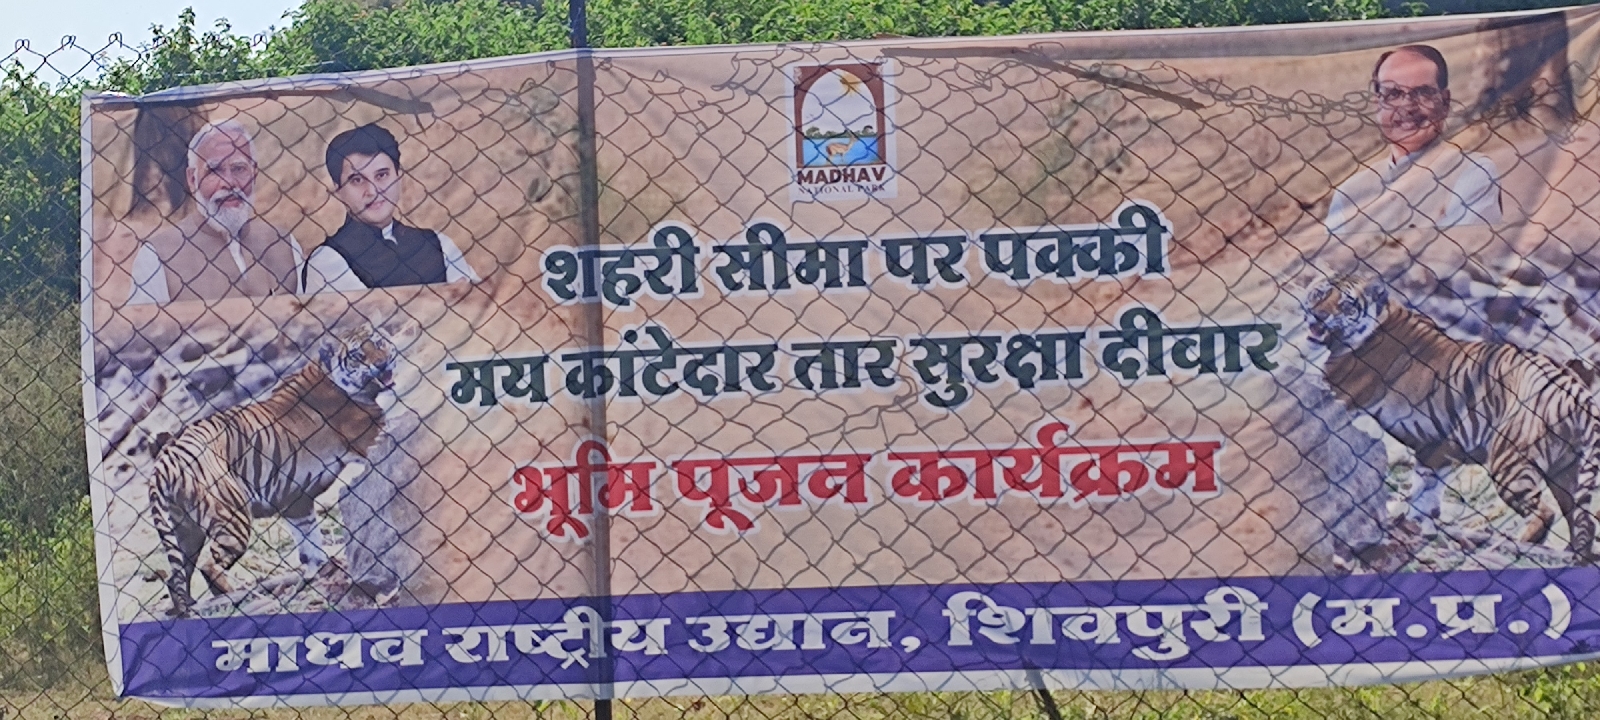 MADHAV
NATIONAL PARK
शहरी सीमा पर पक्की
मय कांटेदार तार सुरक्षा दीवार
भूमि पूजन कार्यक्रम
माधव राष्ट्रीय उद्यान, शिवपुरी (म.प्र.)